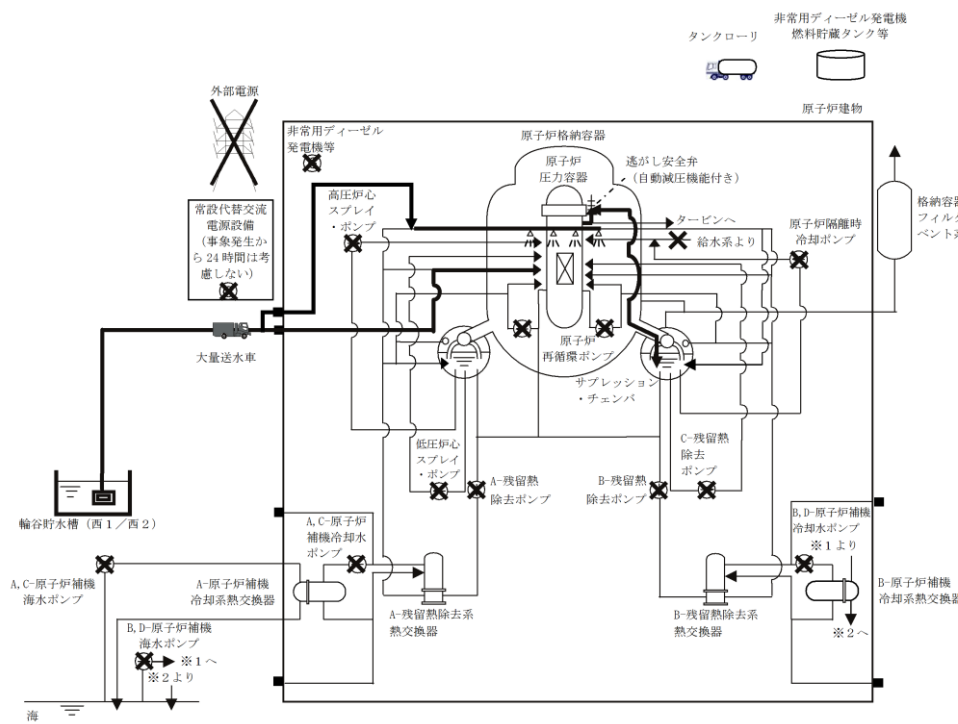 非常用ディーゼル発電機
燃料貯蔵タンク等
タンクローリ
外部電源
原子炉建物
非常用ディーゼル
発電機等
原子炉格納容器
原子炉
圧力容器
逃がし安全弁
（自動減圧機能付き）
高圧炉心
スプレイ
・ポンプ
常設代替交流
電源設備
（事象発生か
ら24時間は考
慮しない）
タービンへ
給水系より
原子炉隔離時
冷却ポンプ
格納容器
フィルタ
ベント系
大量送水車
原子炉
再循環ポンプ
サプレッション
・チェンバ
低圧炉心
スプレイ
・ポンプ
A-残留熱
除去ポンプ
B-残留熱
除去ポンプ
C-残留熱
除去
ポンプ
輪谷貯水槽（西１／西２）
A,C-原子炉補機
海水ポンプ
A,C-原子炉
補機冷却水
ポンプ
A-原子炉補機
冷却系熱交換器
A-残留熱除去系
熱交換器
B-残留熱除去系
熱交換器
B,D-原子炉補機
冷却水ポンプ
※１より
B-原子炉補機
冷却系熱交換器
※２へ
B,D-原子炉補機
海水ポンプ
※１へ
※２より
海